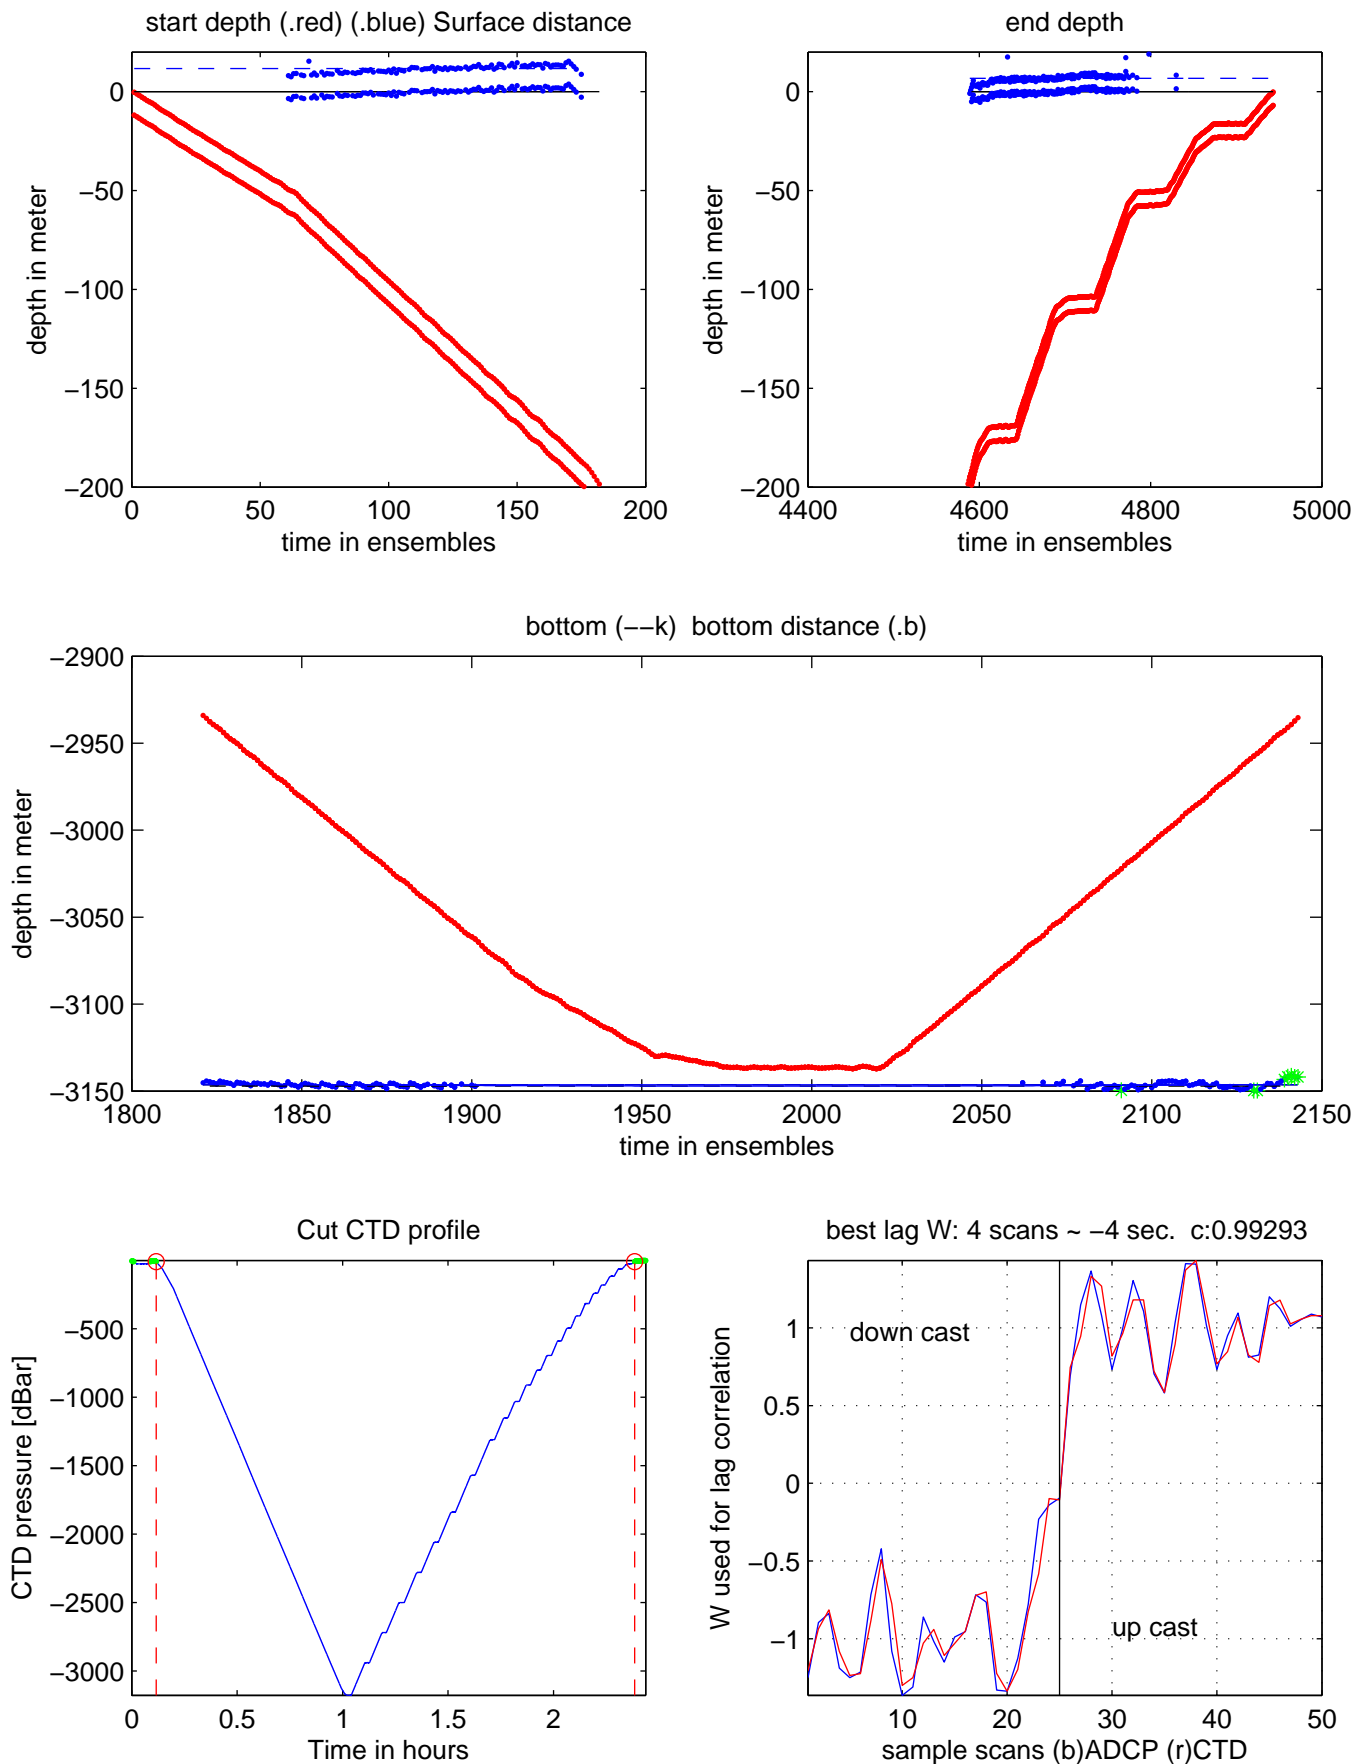 start depth (.red) (.blue) Surface distance
0
−50
−100
−150
−200
depth in meter
0 50 100 150 200
time in ensembles
end depth
0
−50
−100
−150
−200
depth in meter
4400 4600 4800 5000
time in ensembles
bottom (−−k)  bottom distance (.b)
−2900
−2950
−3000
−3050
−3100
−3150
depth in meter
1800 1850 1900 1950 2000 2050 2100 2150
time in ensembles
Cut CTD profile
−500
−1000
−1500
−2000
−2500
−3000
CTD pressure [dBar]
0 0.5 1 1.5 2
Time in hours
best lag W: 4 scans ~ −4 sec.  c:0.99293
1
0.5
0
−0.5
−1
W used for lag correlation
down cast
up cast
10 20 30 40 50
sample scans (b)ADCP (r)CTD